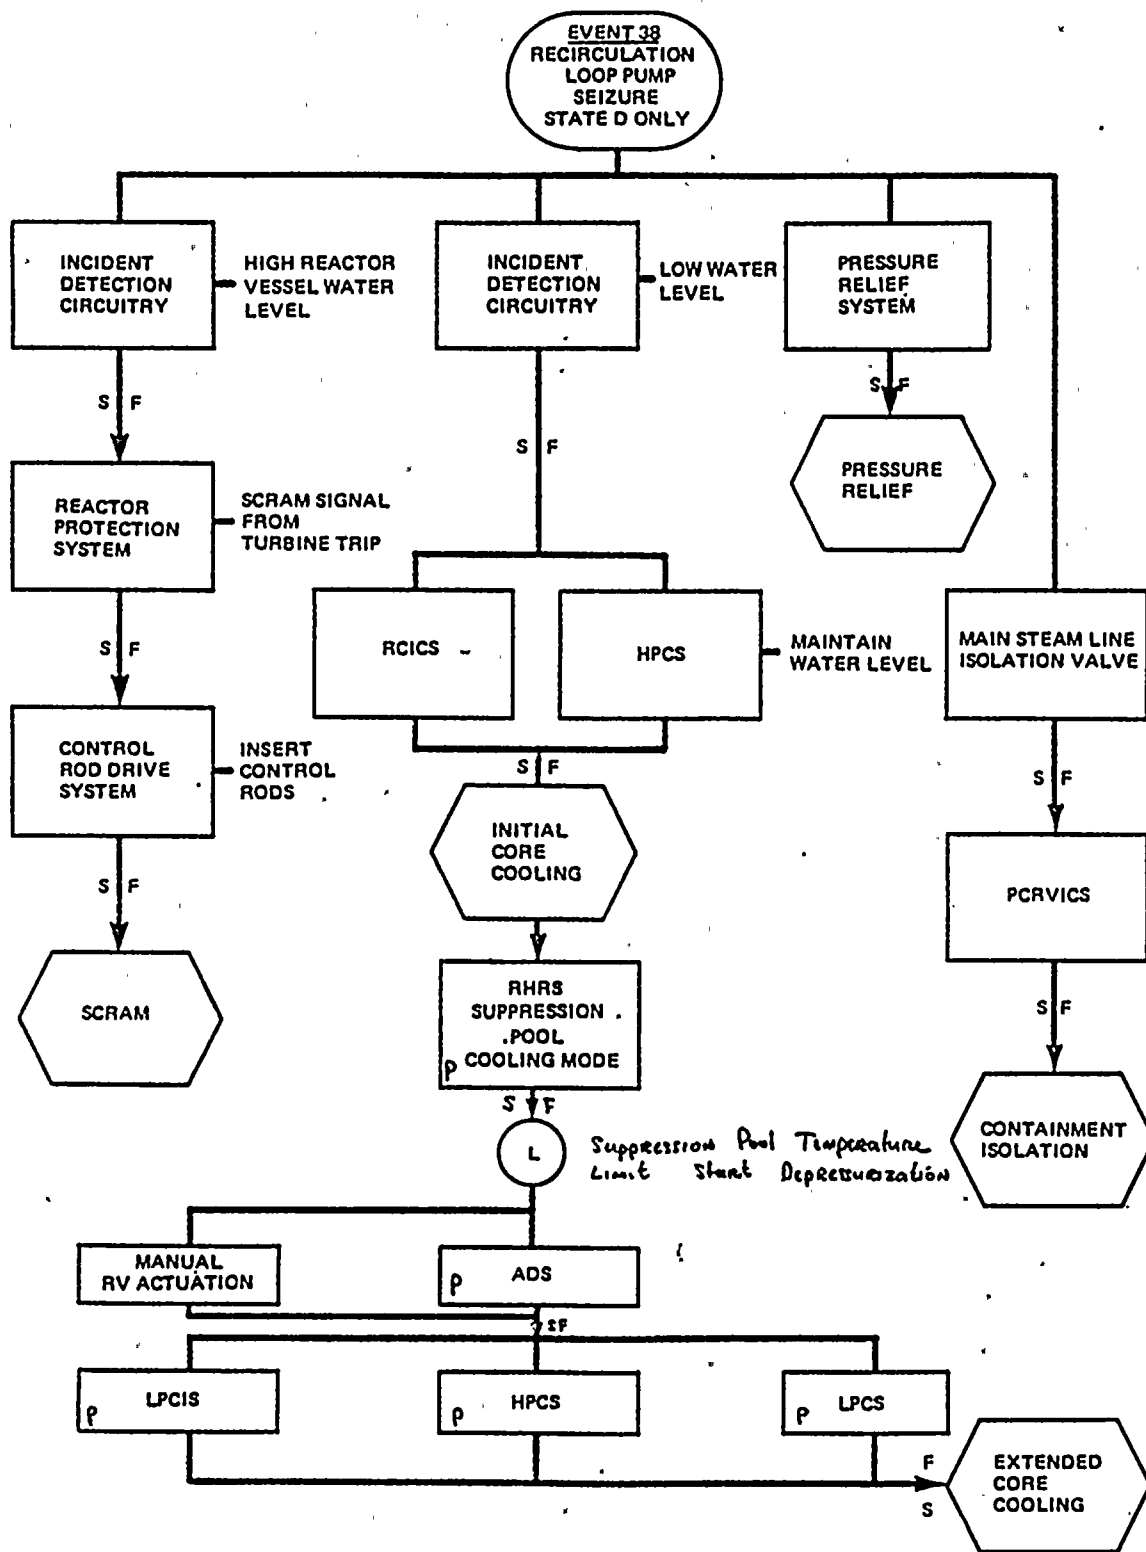 EVENT 38
RECIRCULATION
LOOP PUMP
SEIZURE
STATE D ONLY
INCIDENT
DETECTION
CIRCUITRY
HIGH REACTOR
VESSEL WATER
LEVEL
INCIDENT
DETECTION
CIRCUITRY
LOW WATER
LEVEL
PRESSURE
RELIEF
SYSTEM
S F
S F
S F
PRESSURE
RELIEF
REACTOR
PROTECTION
SYSTEM
SCRAM SIGNAL
FROM
TURBINE TRIP
RCICS
HPCS
MAINTAIN
WATER LEVEL
MAIN STEAM LINE
ISOLATION VALVE
S F
CONTROL
ROD DRIVE
SYSTEM
INSERT
CONTROL
RODS
S F
S F
INITIAL
CORE
COOLING
PCRVICS
S F
SCRAM
RHRS
SUPPRESSION
POOL
COOLING MODE
P
S F
S F
L
Suppression Pool Temperature
Limit Start Depressurization
CONTAINMENT
ISOLATION
MANUAL
RV ACTUATION
ADS
P
SF
LPCIS
P
HPCS
P
LPCS
P
F
S
EXTENDED
CORE
COOLING